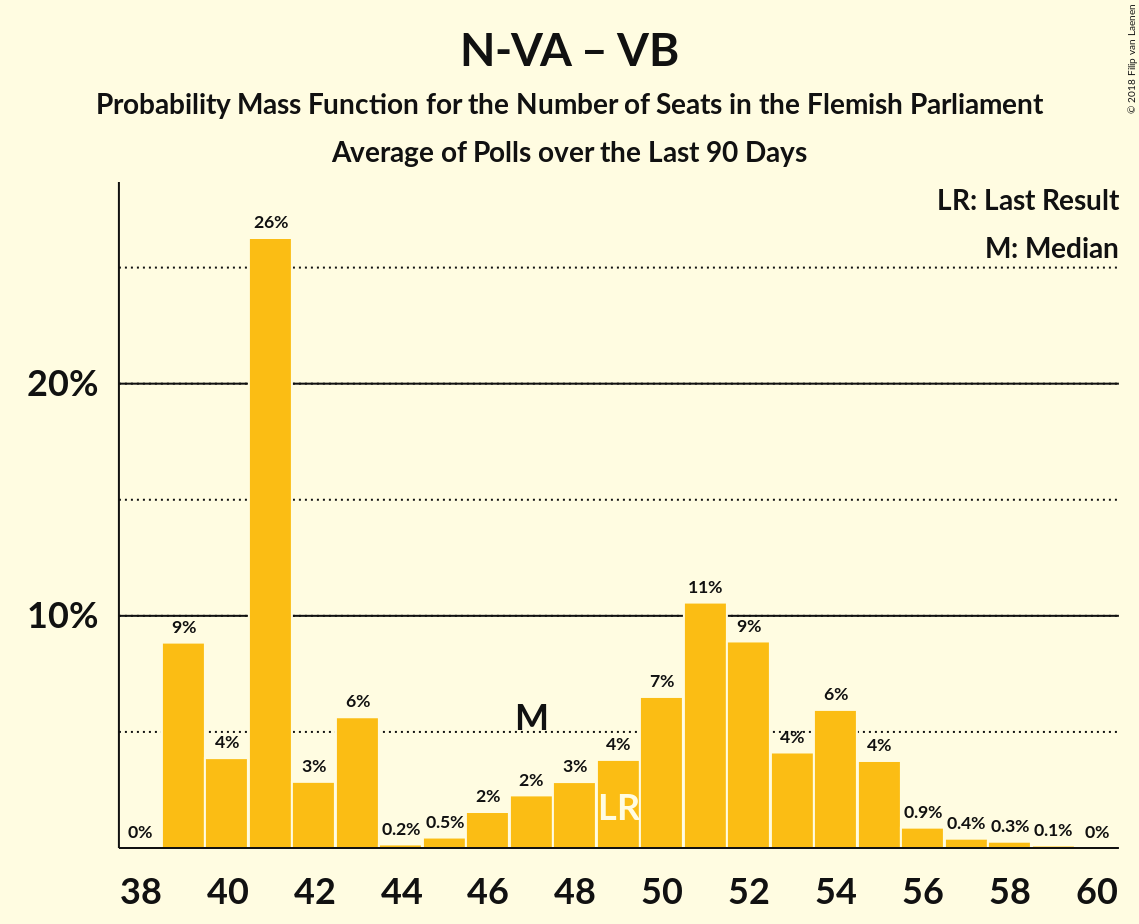 N-VA – VB
Probability Mass Function for the Number of Seats in the Flemish Parliament
Average of Polls over the Last 90 Days
© 2018 Filip van Laenen
LR: Last Result
M: Median
26%
20%
11%
10%
9%
9%
7%
6%
6%
M
4%
4%
4%
4%
3%
3%
2%
2%
LR
0%
0.2%
0.5%
0.9%
0.4%
0.3%
0.1%
0%
38 40 42 44 46 48 50 52 54 56 58 60